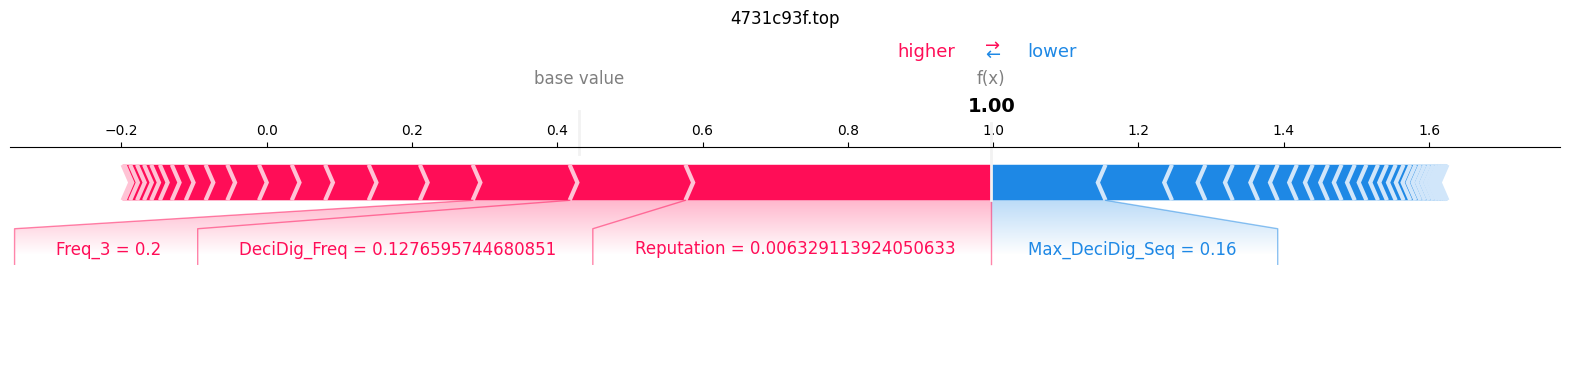 4731c93f.top
higher ⇄ lower
base value f(x)
1.00
−0.2 0.0 0.2 0.4 0.6 0.8 1.0 1.2 1.4 1.6
Freq_3 = 0.2 DeciDig_Freq = 0.1276595744680851 Reputation = 0.006329113924050633 Max_DeciDig_Seq = 0.16